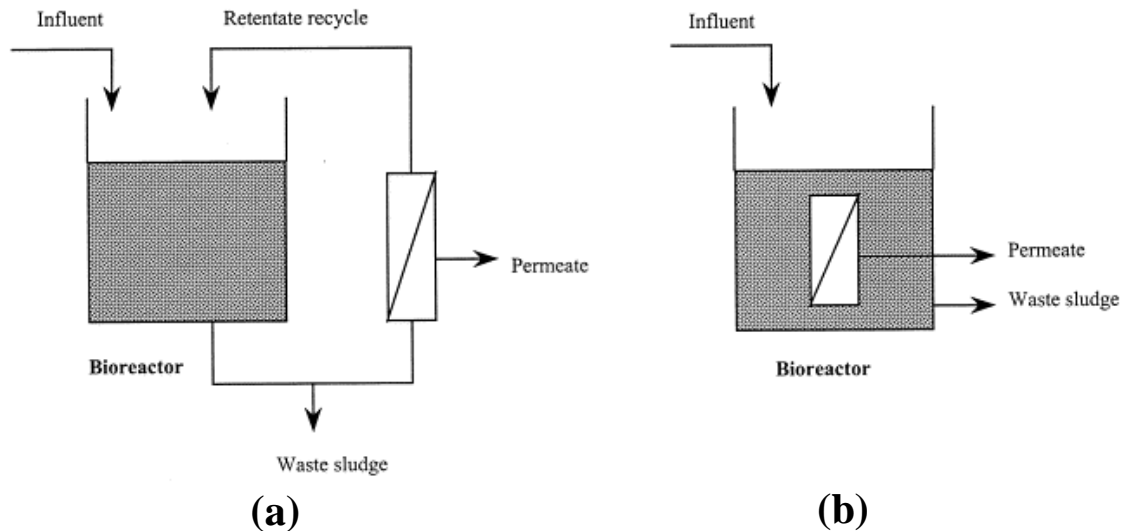 Influent
Retentate recycle
Permeate
Bioreactor
Waste sludge
(a)
Influent
Permeate
Waste sludge
Bioreactor
(b)